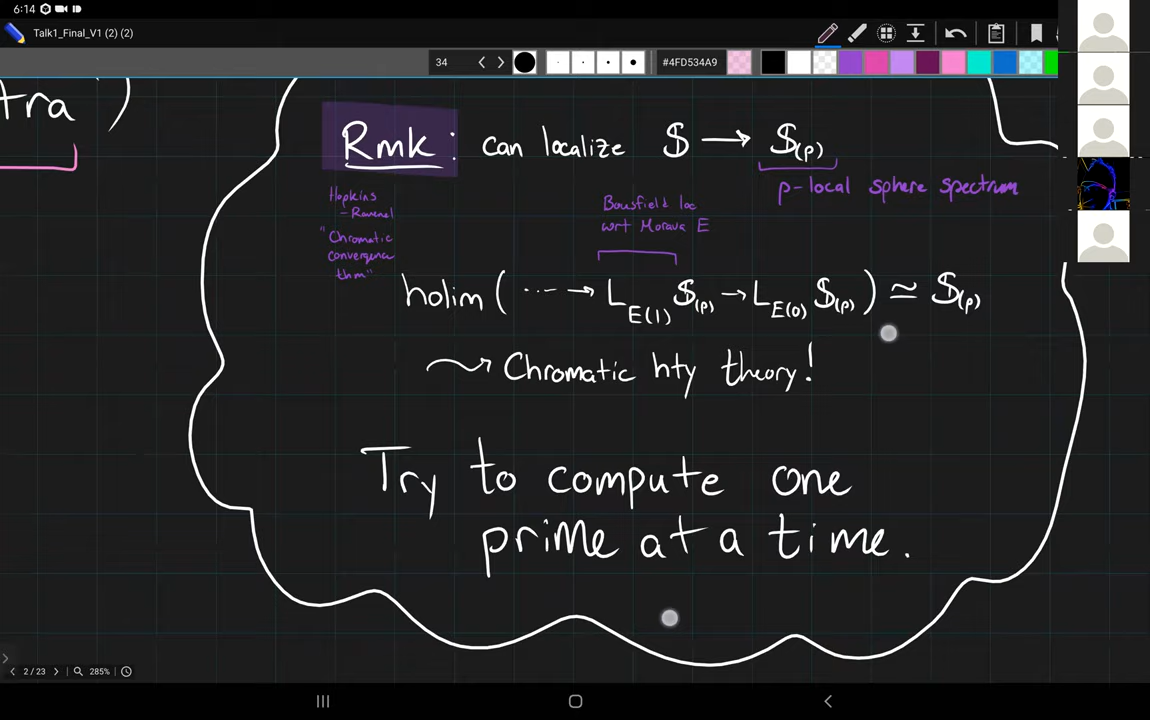 6:14
Talk1_Final_V1 (2) (2)
34
#4FD534A9
tra )
Rmk: can localize $ → $(p)
p-local sphere spectrum
Hopkins
- Ravenel
"Chromatic
convergence
thm"
Bousfield loc
wrt Morava E
holim ( ··· → L_E(1) $(p) → L_E(0) $(p) ) ≃ $(p)
⇝ Chromatic hty theory!
Try to compute one
prime at a time.
2 / 23
285%